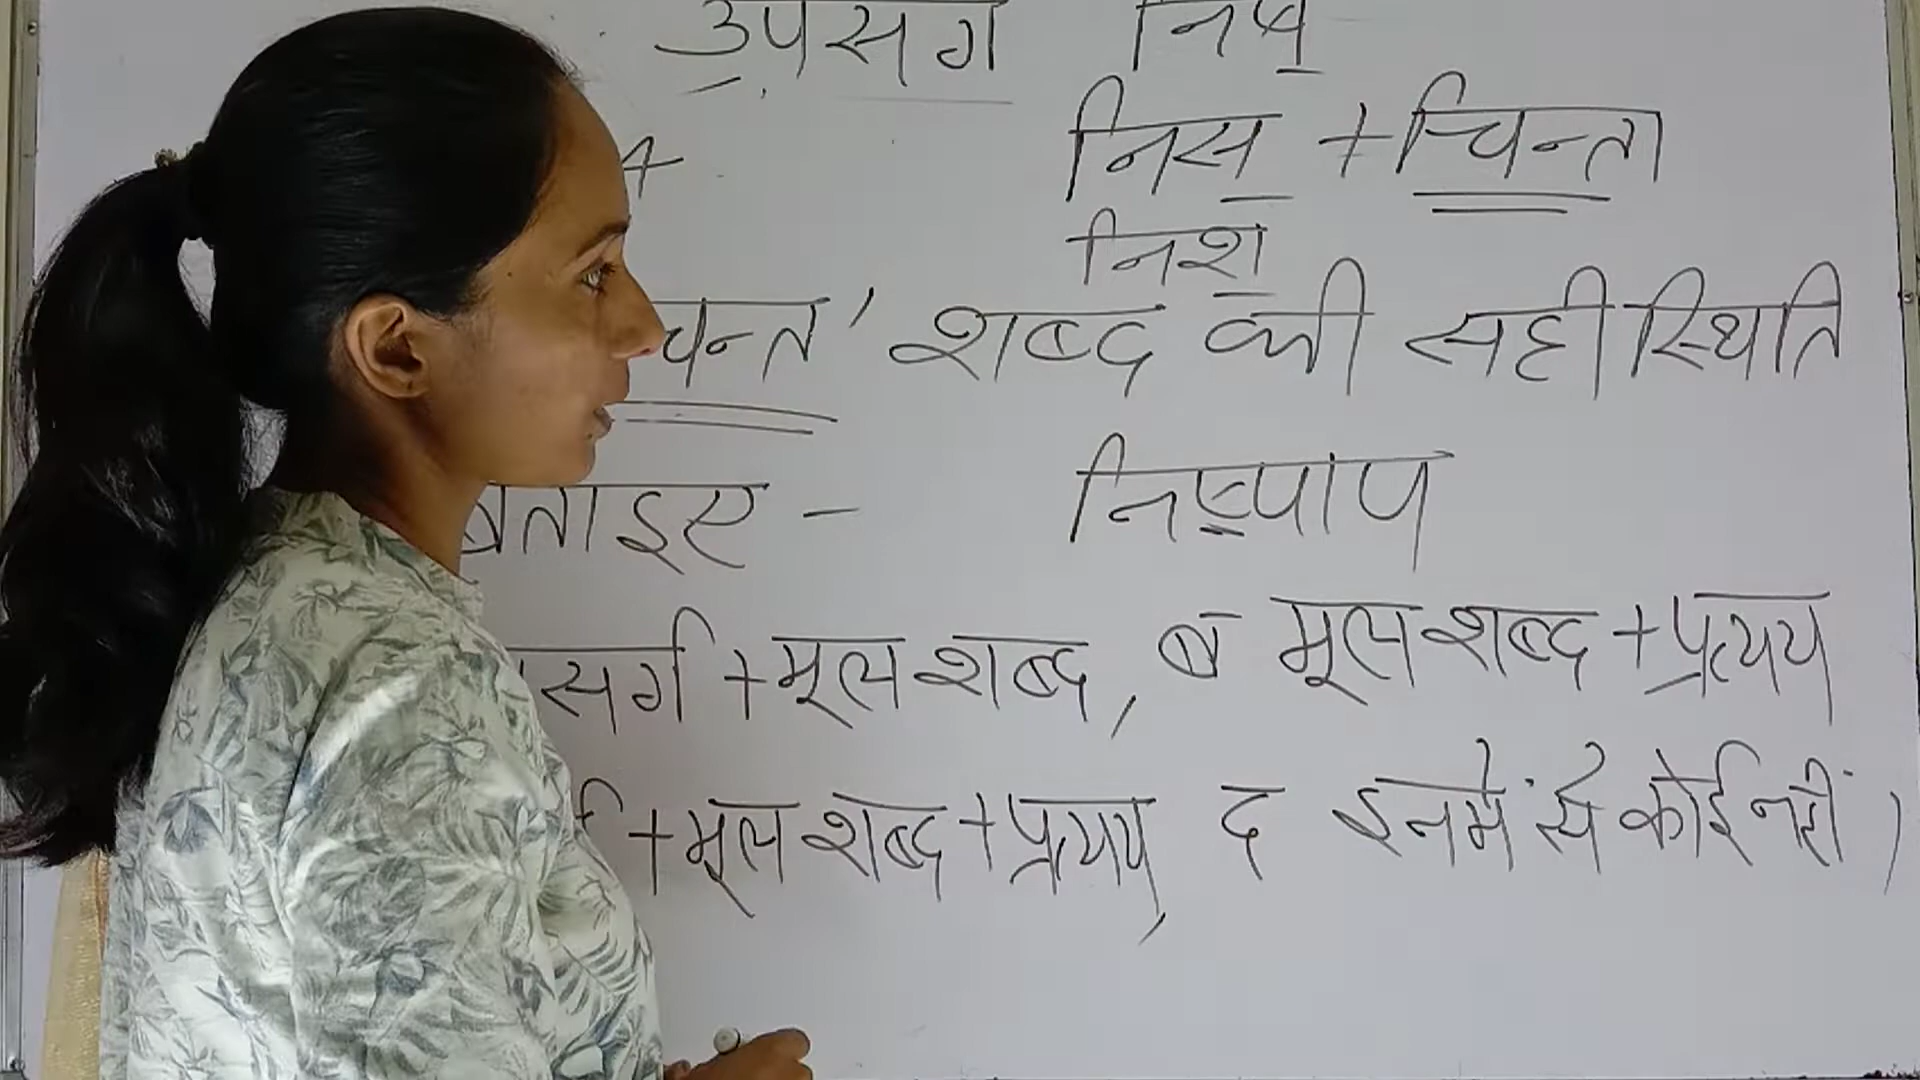 उपसर्ग निष्
निस् + चिन्ता
निश्
चिन्त' शब्द की सही स्थिति
बताइए - निष्पाप
सर्ग + मूल शब्द, ब मूल शब्द + प्रत्यय
+ मूल शब्द + प्रत्यय, द इनमें से कोई नहीं ।